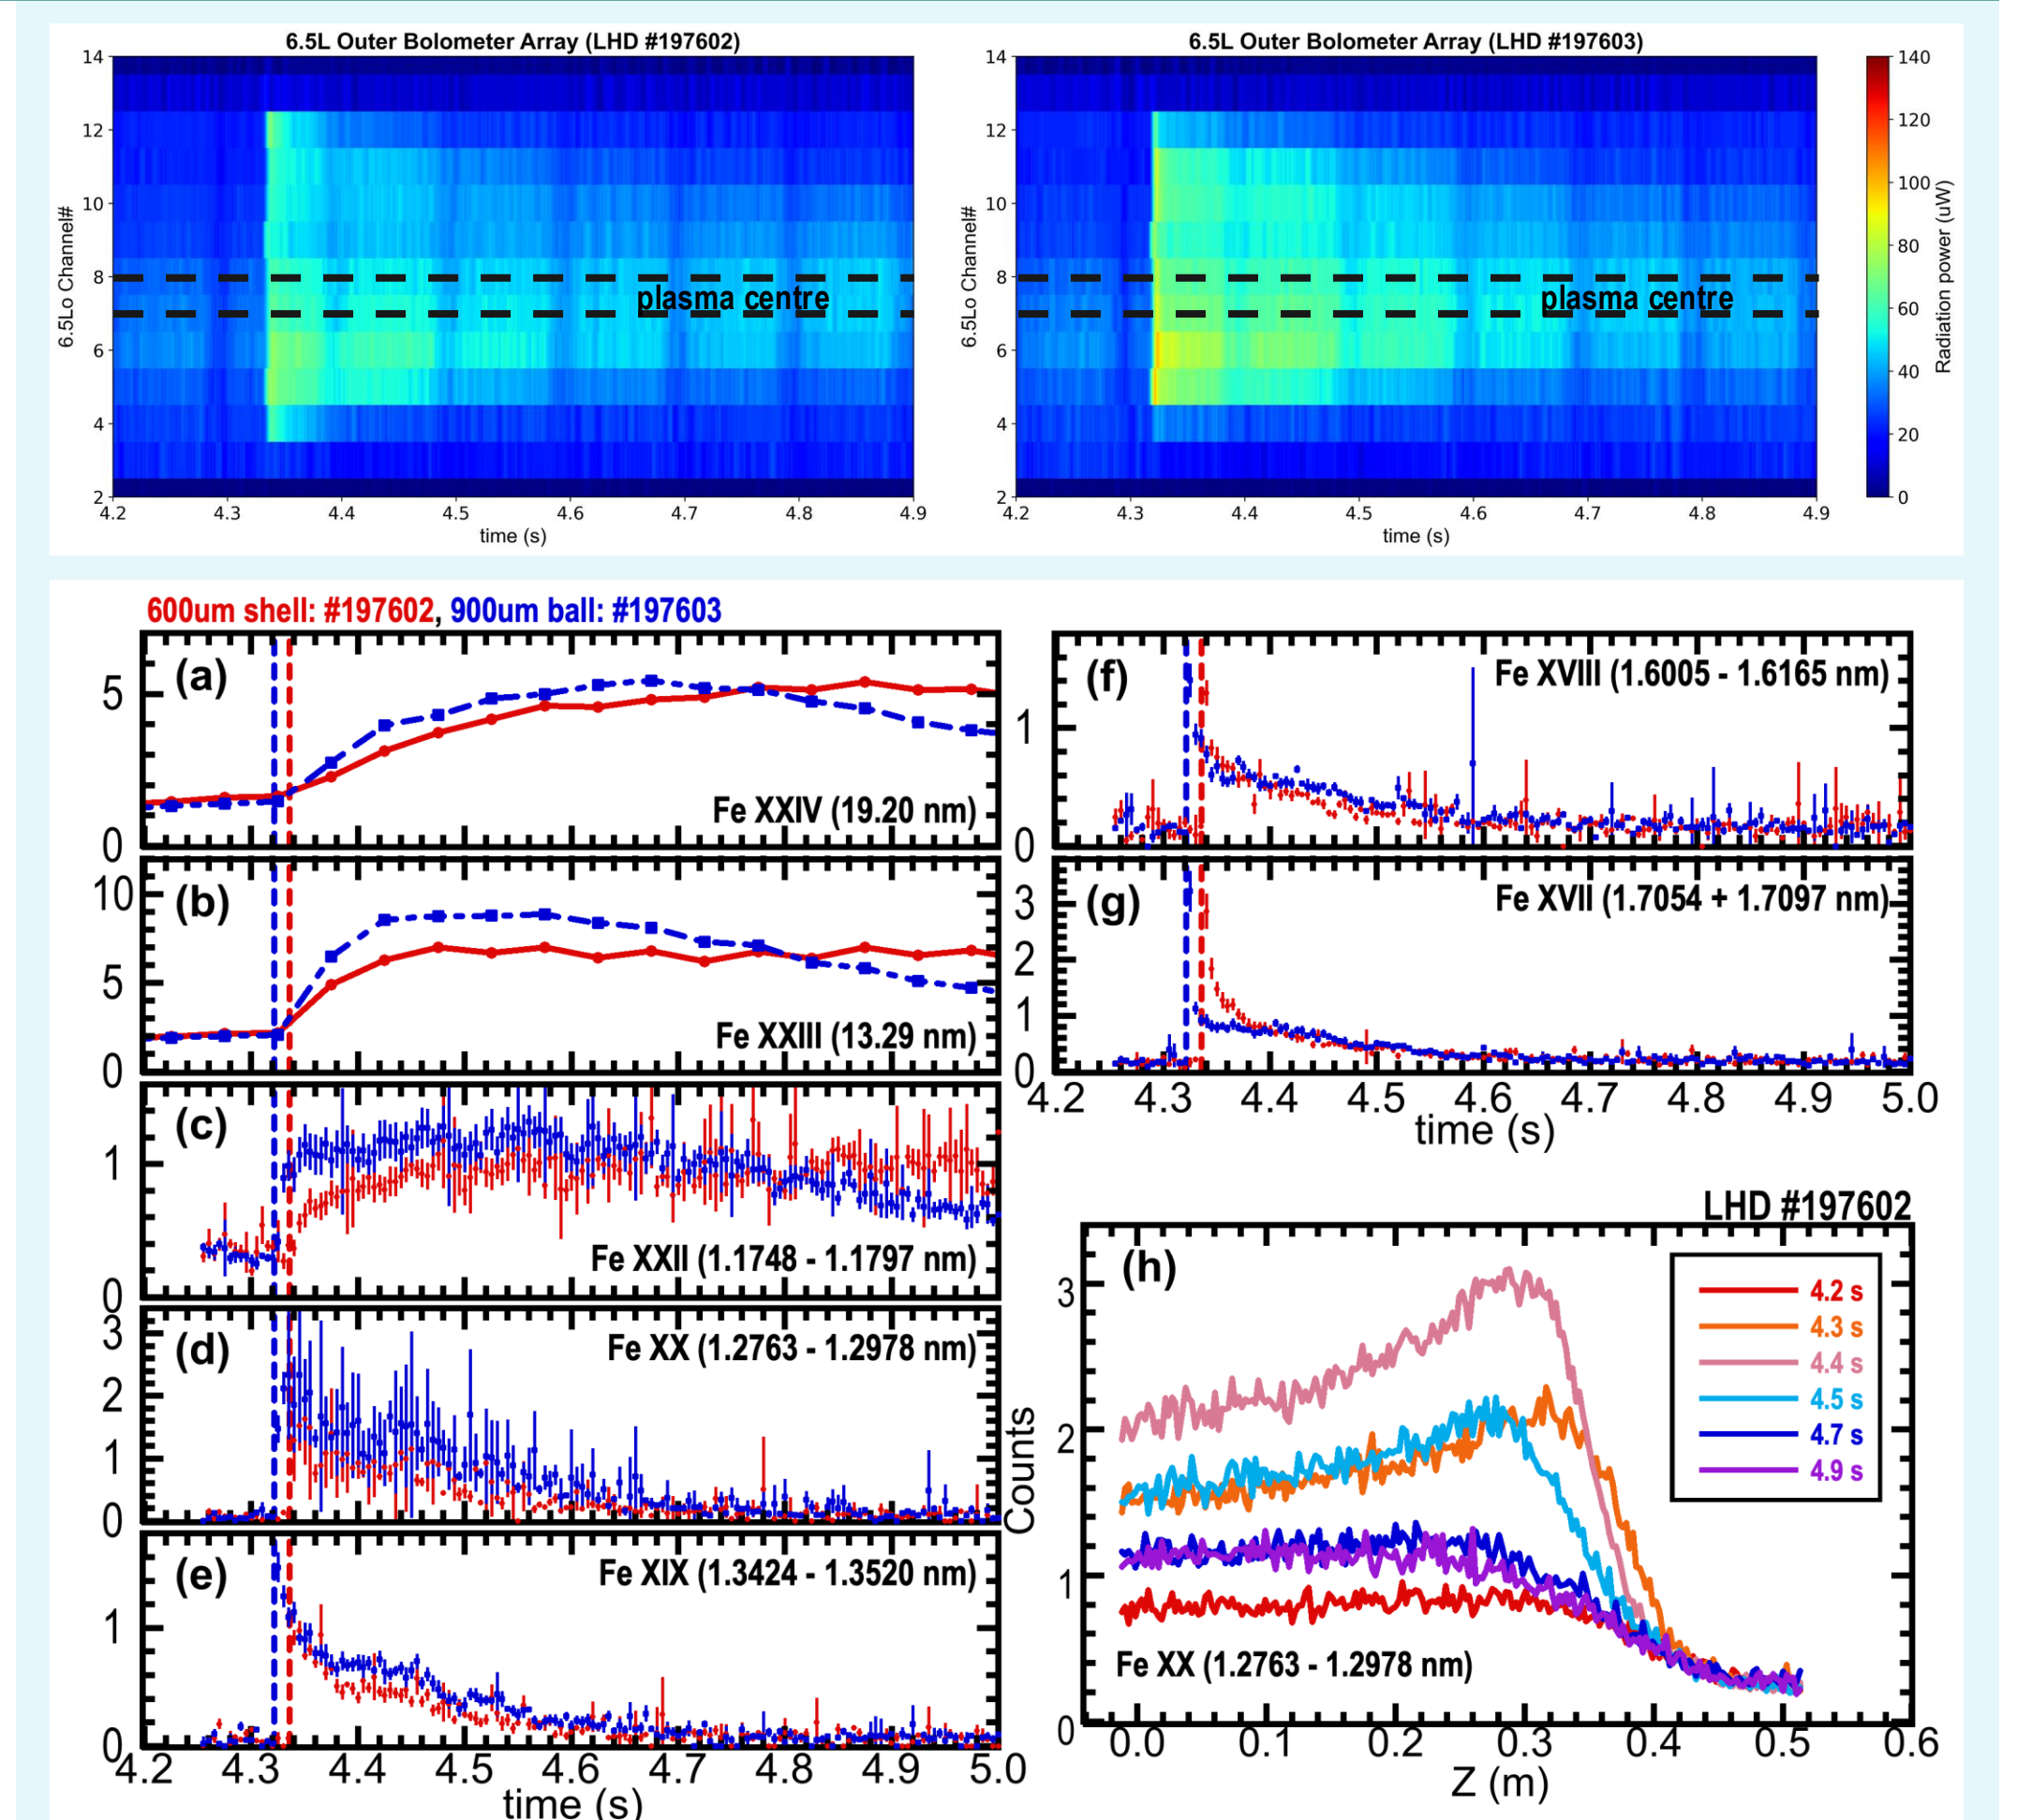 6.5L Outer Bolometer Array (LHD #197602)
14
12
10
8
6
4
2
6.5Lo Channel#
plasma centre
4.2 4.3 4.4 4.5 4.6 4.7 4.8 4.9
time (s)
6.5L Outer Bolometer Array (LHD #197603)
14
12
10
8
6
4
2
6.5Lo Channel#
plasma centre
4.2 4.3 4.4 4.5 4.6 4.7 4.8 4.9
time (s)
140
120
100
80
60
40
20
0
Radiation power (uW)
600um shell: #197602, 900um ball: #197603
(a)
5
0
Fe XXIV (19.20 nm)
(b)
0
10
5
0
Fe XXIII (13.29 nm)
(c)
0
1
0
Fe XXII (1.1748 - 1.1797 nm)
(d)
Fe XX (1.2763 - 1.2978 nm)
3
2
1
0
(e)
Fe XIX (1.3424 - 1.3520 nm)
1
0
4.2 4.3 4.4 4.5 4.6 4.7 4.8 4.9 5.0
time (s)
(f)
Fe XVIII (1.6005 - 1.6165 nm)
1
0
(g)
Fe XVII (1.7054 + 1.7097 nm)
3
2
1
0
4.2 4.3 4.4 4.5 4.6 4.7 4.8 4.9 5.0
time (s)
LHD #197602
(h)
3
2
1
0
Counts
4.2 s
4.3 s
4.4 s
4.5 s
4.7 s
4.9 s
Fe XX (1.2763 - 1.2978 nm)
0.0 0.1 0.2 0.3 0.4 0.5 0.6
Z (m)